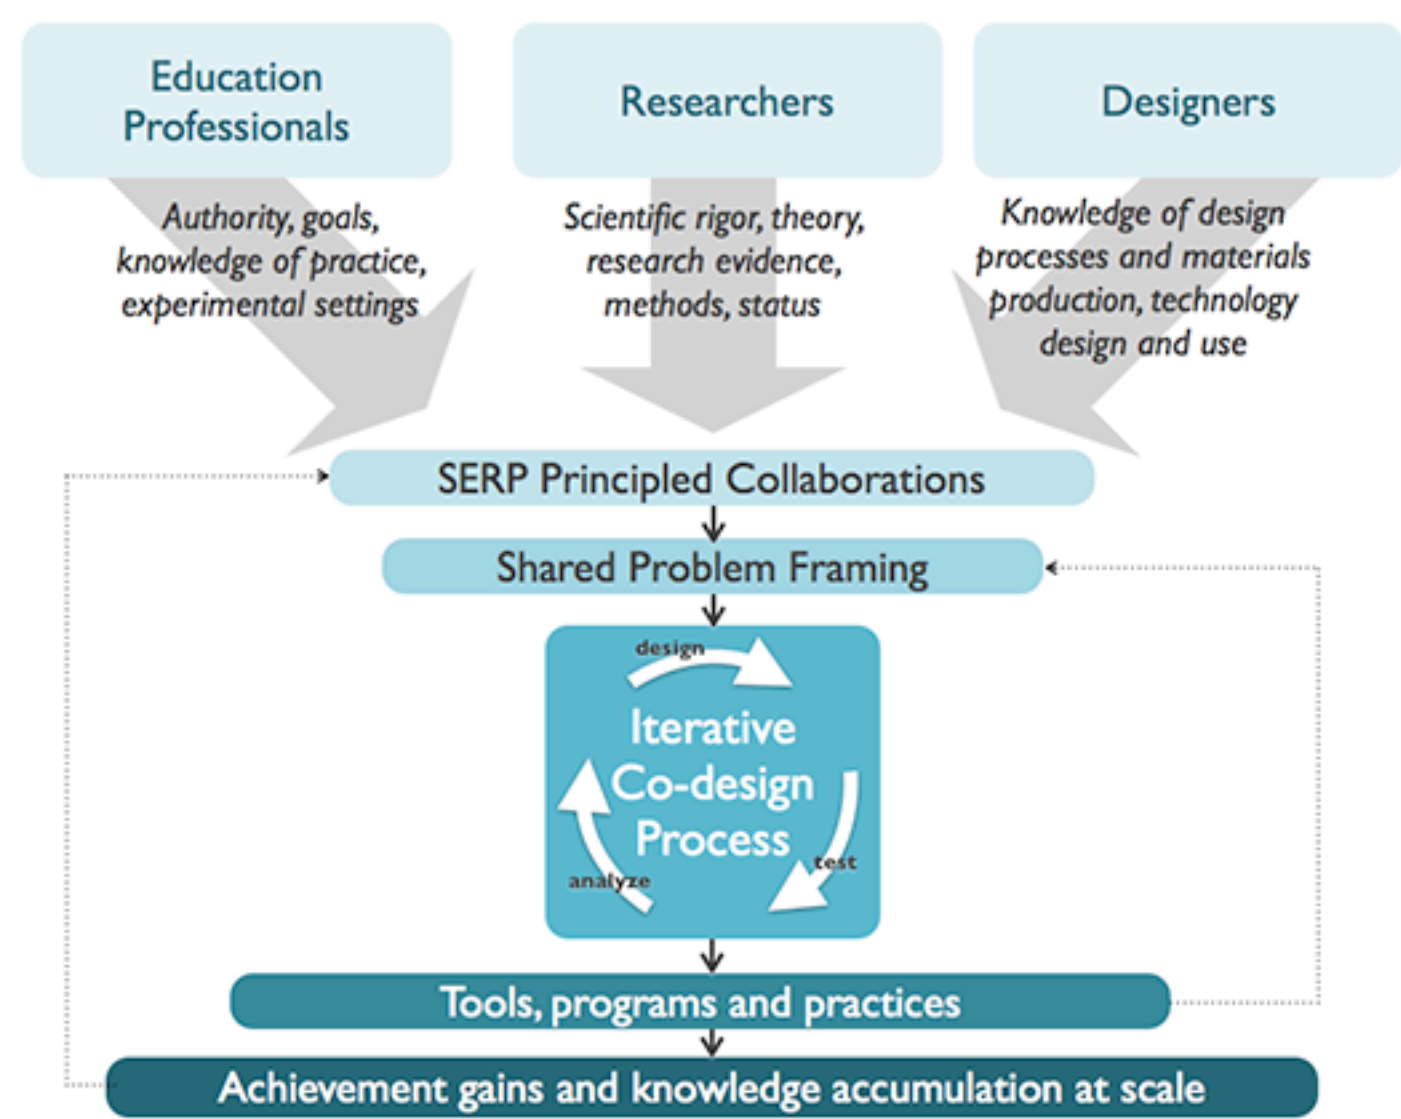 Education
Professionals
Researchers
Designers
Authority, goals,
knowledge of practice,
experimental settings
Scientific rigor, theory,
research evidence,
methods, status
Knowledge of design
processes and materials
production, technology
design and use
SERP Principled Collaborations
Shared Problem Framing
design
Iterative
Co-design
Process
test
analyze
Tools, programs and practices
Achievement gains and knowledge accumulation at scale